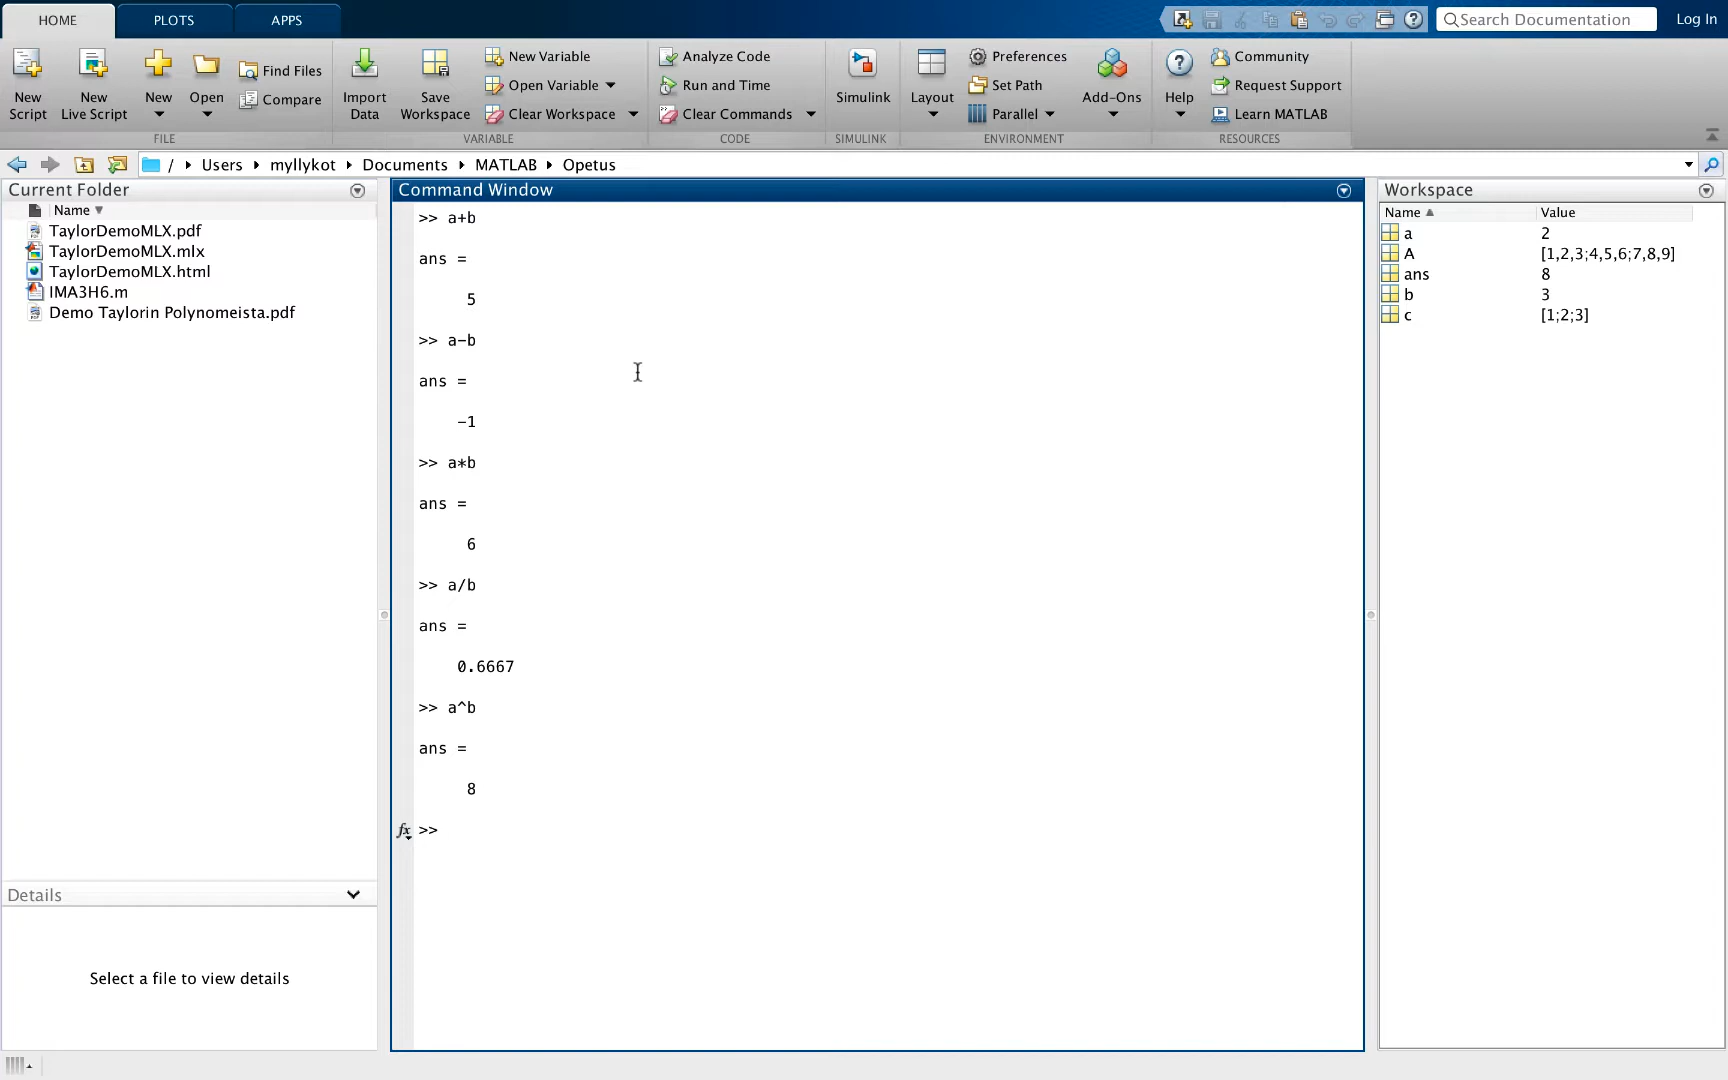 HOME PLOTS APPS
Search Documentation Log In
New Script
New Live Script
New
Open
Find Files
Compare
FILE
Import Data
Save Workspace
New Variable
Open Variable
Clear Workspace
VARIABLE
Analyze Code
Run and Time
Clear Commands
CODE
Simulink
SIMULINK
Layout
Preferences
Set Path
Parallel
Add-Ons
ENVIRONMENT
Help
Community
Request Support
Learn MATLAB
RESOURCES
/ Users myllykot Documents MATLAB Opetus
Current Folder
Name
TaylorDemoMLX.pdf
TaylorDemoMLX.mlx
TaylorDemoMLX.html
IMA3H6.m
Demo Taylorin Polynomeista.pdf
Details
Select a file to view details
Command Window
>> a+b
ans =
5
>> a-b
ans =
-1
>> a*b
ans =
6
>> a/b
ans =
0.6667
>> a^b
ans =
8
fx >>
Workspace
Name Value
a 2
A [1,2,3;4,5,6;7,8,9]
ans 8
b 3
c [1;2;3]